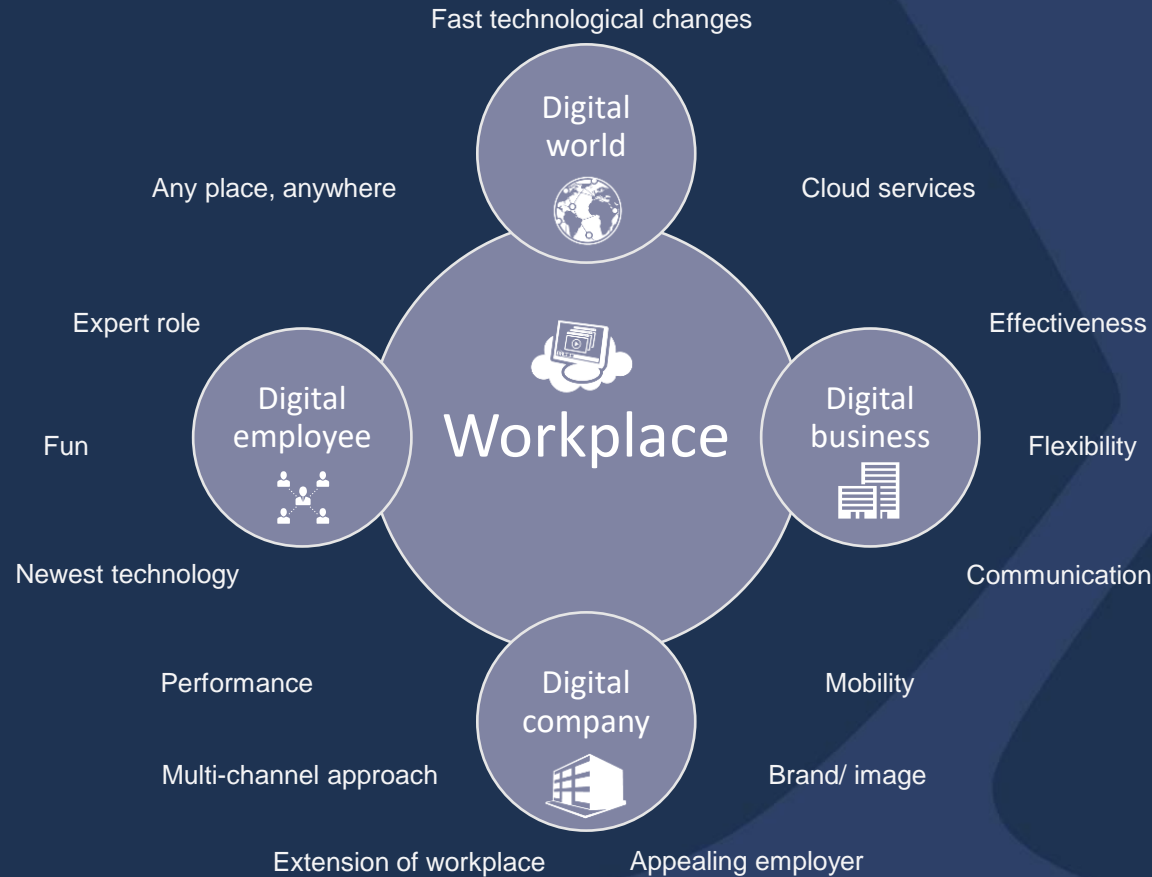 Fast technological changes
Digital
world
Any place, anywhere
Cloud services
Expert role
Effectiveness
Digital
employee
Workplace
Digital
business
Fun
Flexibility
Newest technology
Communication
Performance
Digital
company
Mobility
Multi-channel approach
Brand/ image
Extension of workplace
Appealing employer